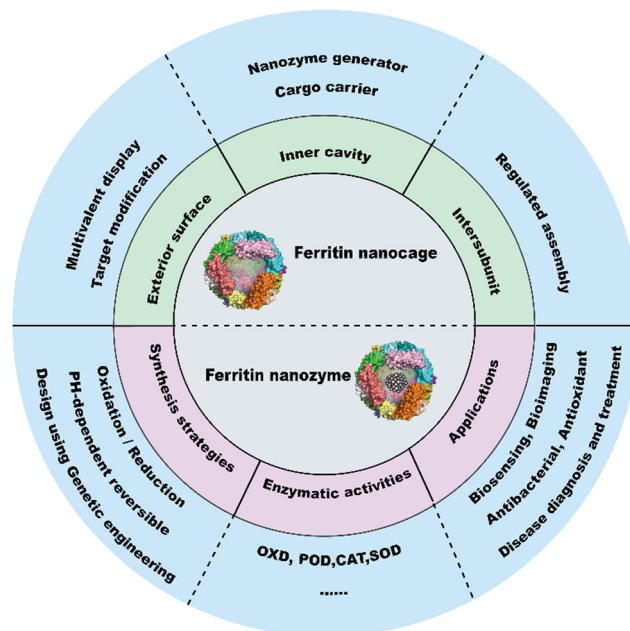 Nanozyme generator
Cargo carrier
Inner cavity
Multivalent display
Target modification
Exterior surface
Regulated assembly
Intersubunit
Ferritin nanocage
Ferritin nanozyme
Synthesis strategies
Oxidation / Reduction
PH-dependent reversible
Design using Genetic engineering
Enzymatic activities
OXD, POD,CAT,SOD
......
Applications
Biosensing, Bioimaging
Antibacterial, Antioxidant
Disease diagnosis and treatment